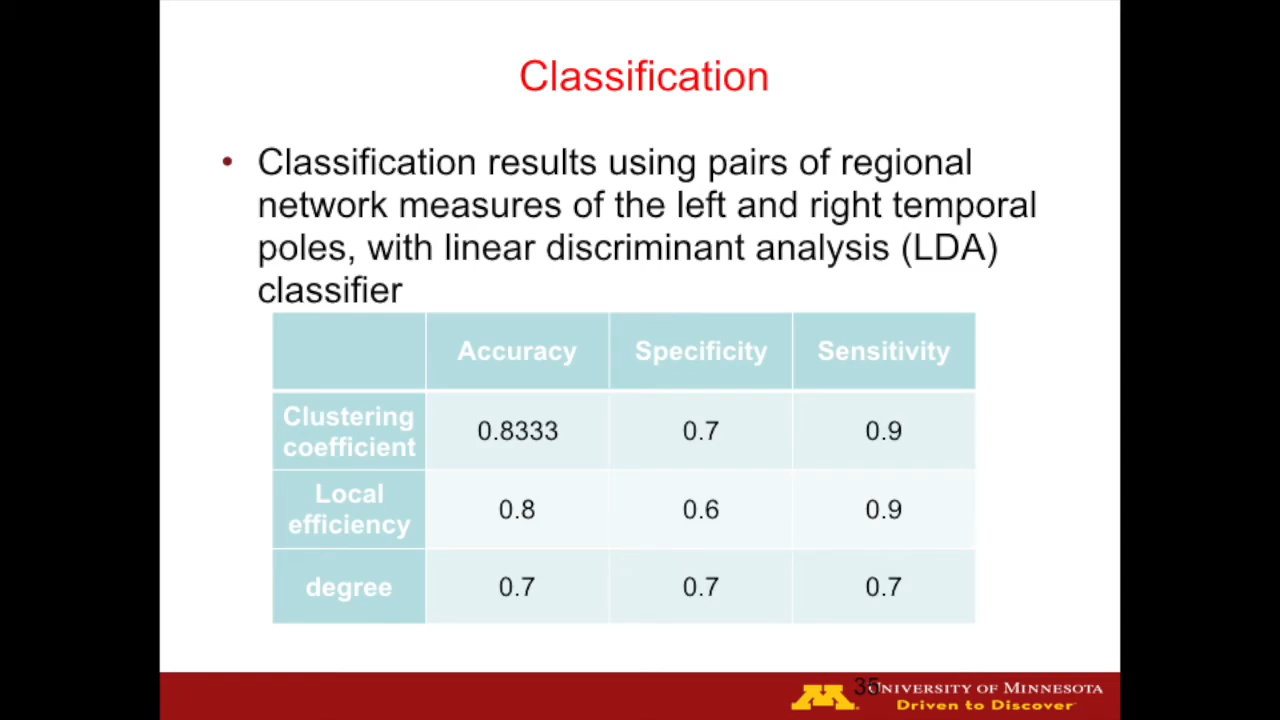 Classification
• Classification results using pairs of regional
network measures of the left and right temporal
poles, with linear discriminant analysis (LDA)
classifier
Accuracy Specificity Sensitivity
Clustering
coefficient 0.8333 0.7 0.9
Local
efficiency 0.8 0.6 0.9
degree 0.7 0.7 0.7
35
M UNIVERSITY OF MINNESOTA
Driven to Discover